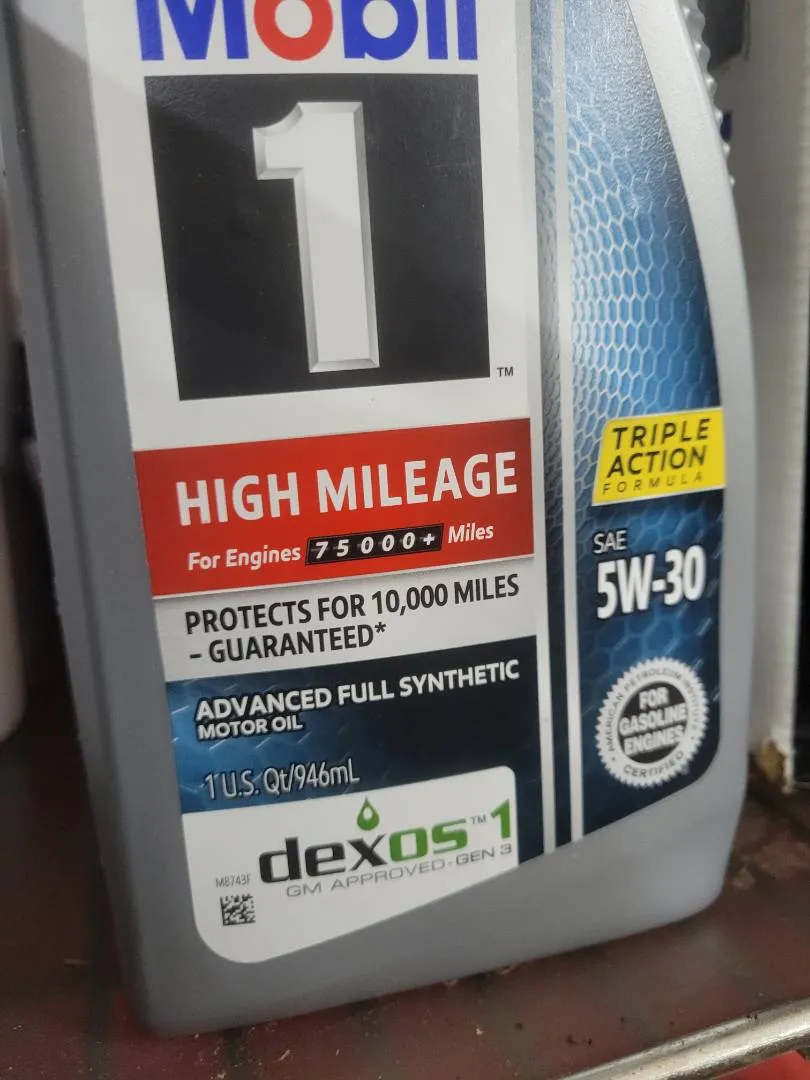 Mobil
1
TM
HIGH MILEAGE
For Engines 75000+ Miles
PROTECTS FOR 10,000 MILES
– GUARANTEED*
ADVANCED FULL SYNTHETIC
MOTOR OIL
1 U.S. Qt/946mL
dexos™1
GM APPROVED·GEN 3
M8743F
TRIPLE
ACTION
FORMULA
SAE
5W-30
AMERICAN PETROLEUM INSTITUTE
FOR
GASOLINE
ENGINES
CERTIFIED